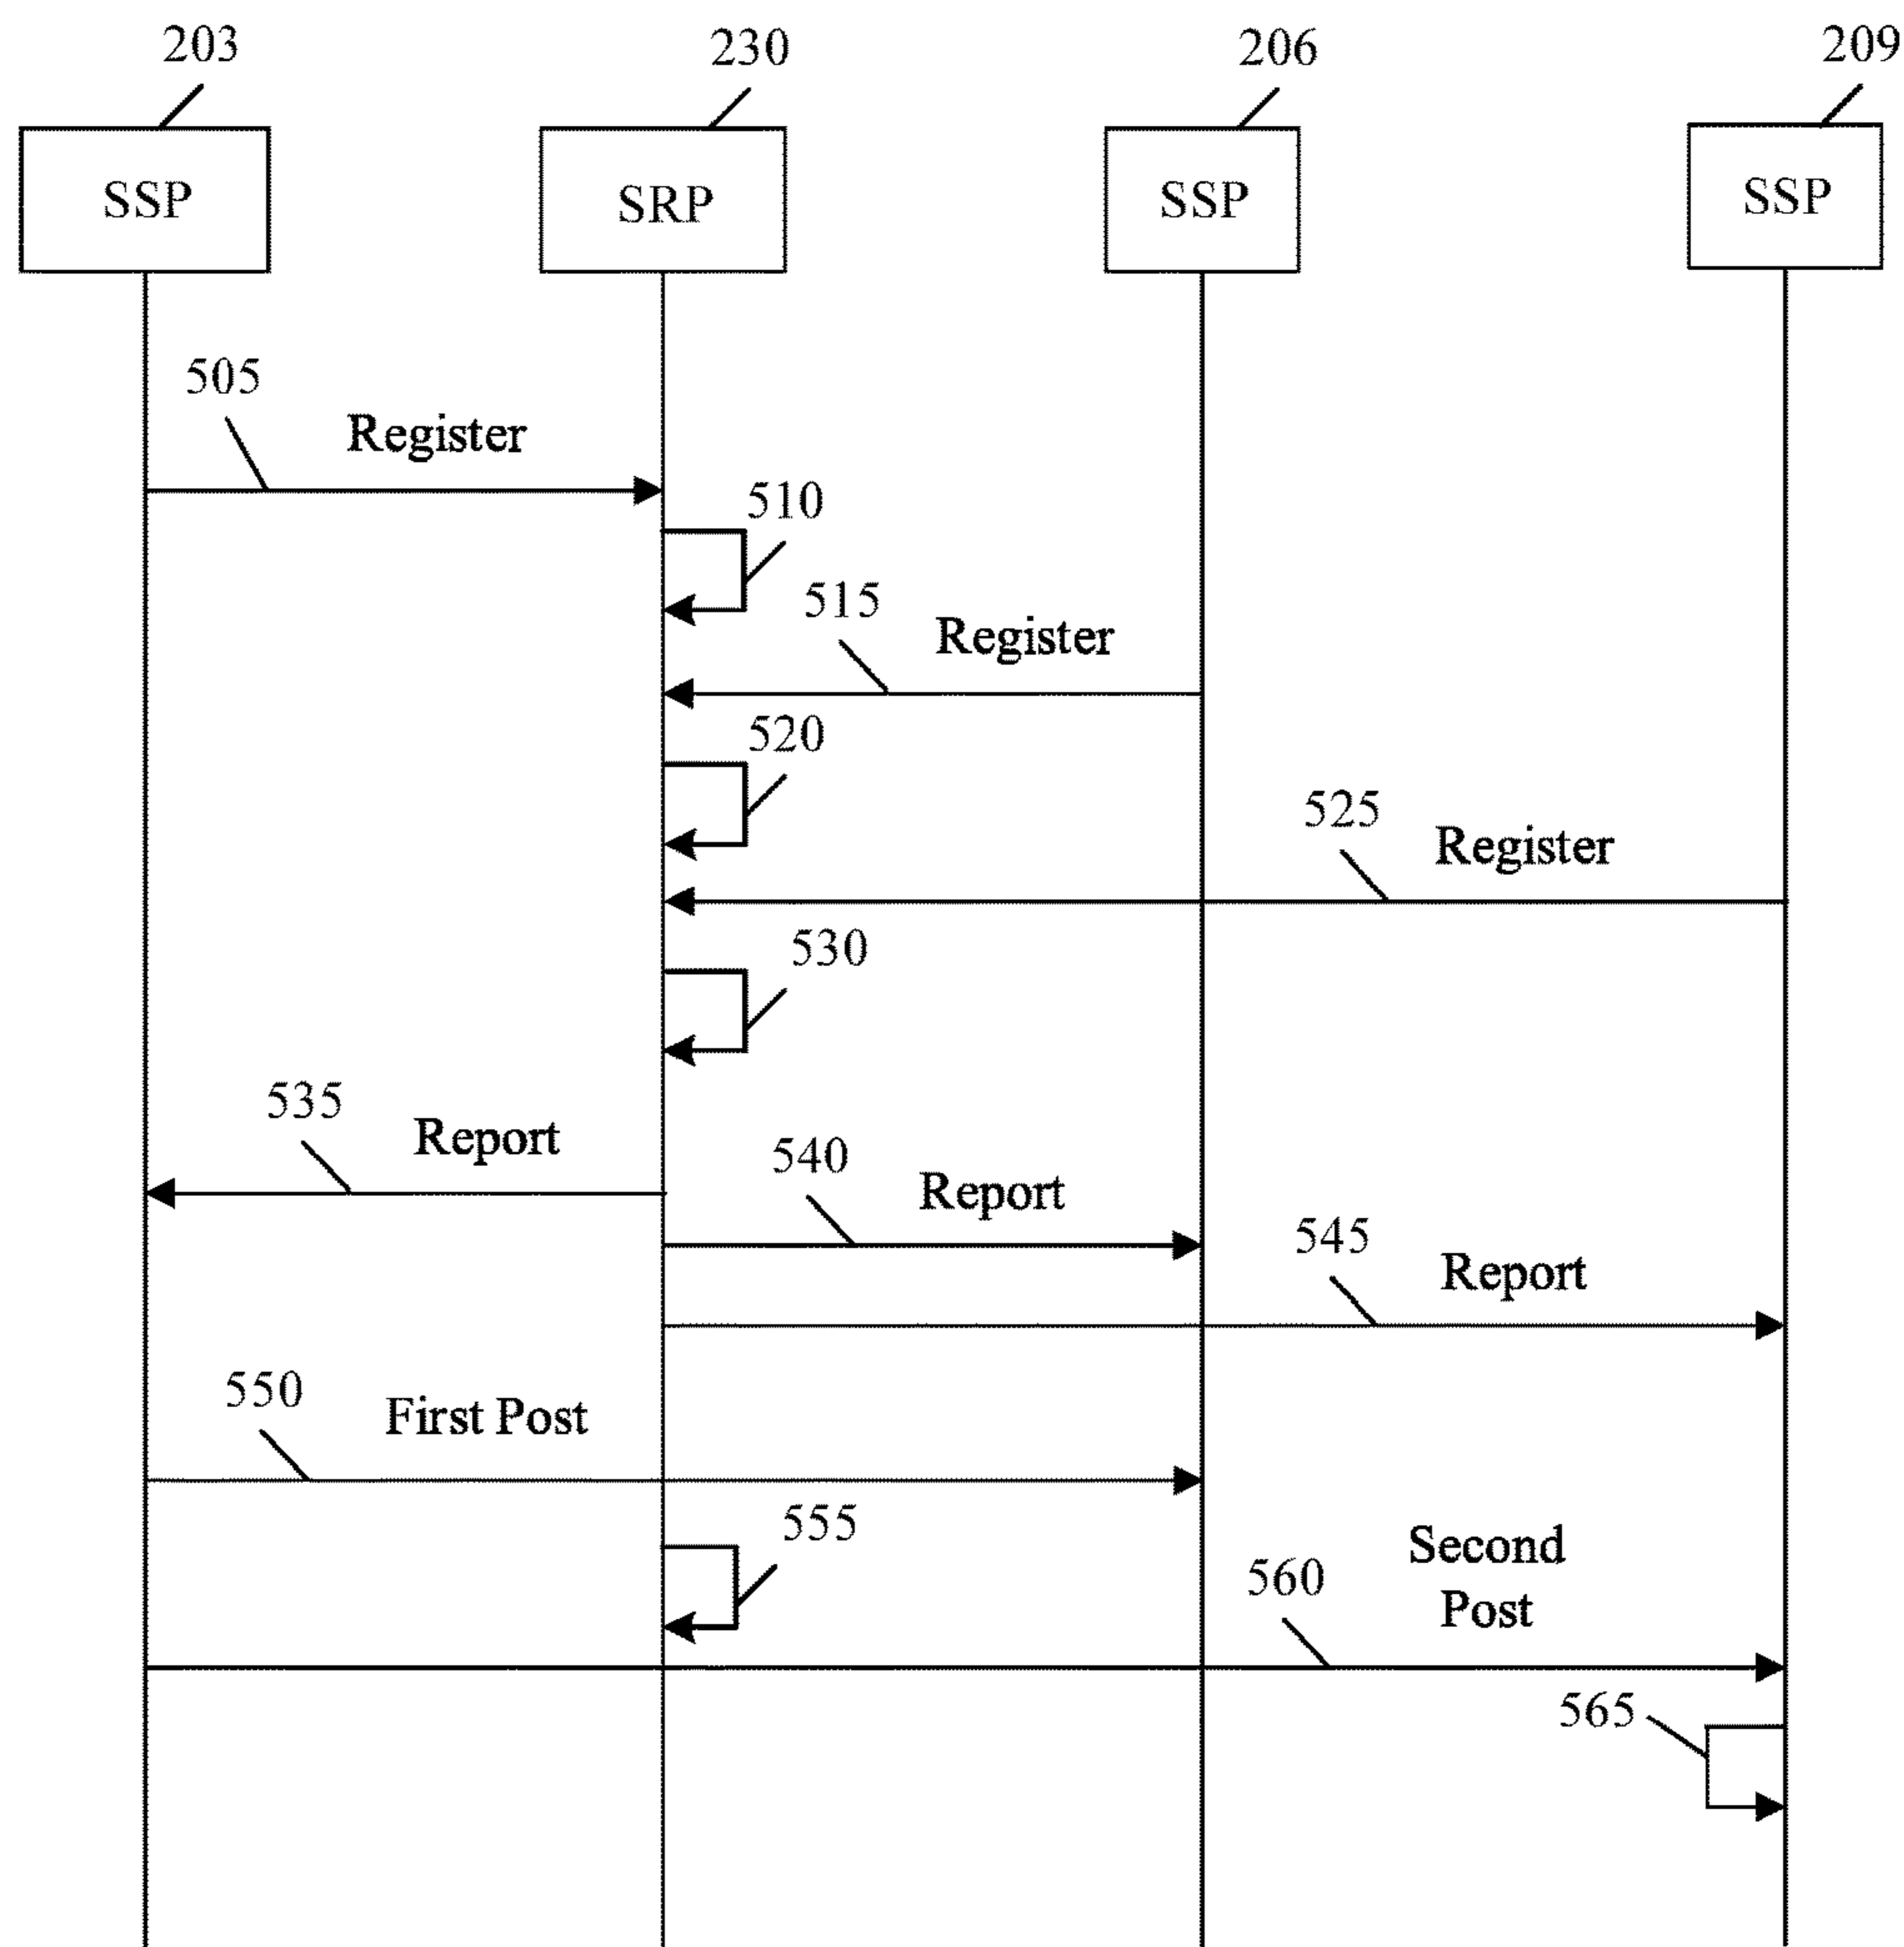 203
230
206
209
SSP
SRP
SSP
SSP
505
Register
510
515
Register
520
525
Register
530
535
Report
540
Report
545
Report
550
First Post
555
Second
Post
560
565